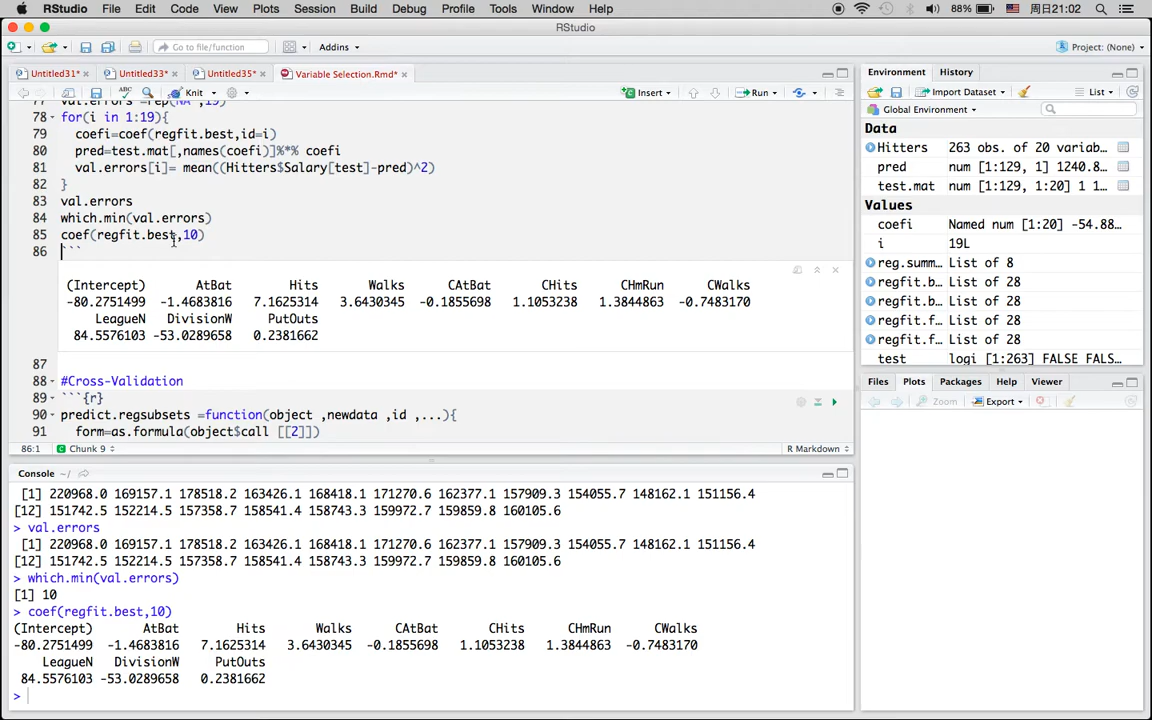 RStudio File Edit Code View Plots Session Build Debug Profile Tools Window Help 88% 周日21:02
RStudio
Go to file/function Addins Project: (None)
Untitled31* Untitled33* Untitled35* Variable Selection.Rmd*
Knit Insert Run
77 val.errors =rep(NA ,19)
78 for(i in 1:19){
79 coefi=coef(regfit.best,id=i)
80 pred=test.mat[,names(coefi)]%*% coefi
81 val.errors[i]= mean((Hitters$Salary[test]-pred)^2)
82 }
83 val.errors
84 which.min(val.errors)
85 coef(regfit.best,10)
86 ```
(Intercept) AtBat Hits Walks CAtBat CHits CHmRun CWalks
-80.2751499 -1.4683816 7.1625314 3.6430345 -0.1855698 1.1053238 1.3844863 -0.7483170
LeagueN DivisionW PutOuts
84.5576103 -53.0289658 0.2381662
87
88 #Cross-Validation
89 ```{r}
90 predict.regsubsets =function(object ,newdata ,id ,...){
91 form=as.formula(object$call [[2]])
86:1 Chunk 9 R Markdown
Console ~/
[1] 220968.0 169157.1 178518.2 163426.1 168418.1 171270.6 162377.1 157909.3 154055.7 148162.1 151156.4
[12] 151742.5 152214.5 157358.7 158541.4 158743.3 159972.7 159859.8 160105.6
> val.errors
[1] 220968.0 169157.1 178518.2 163426.1 168418.1 171270.6 162377.1 157909.3 154055.7 148162.1 151156.4
[12] 151742.5 152214.5 157358.7 158541.4 158743.3 159972.7 159859.8 160105.6
> which.min(val.errors)
[1] 10
> coef(regfit.best,10)
(Intercept) AtBat Hits Walks CAtBat CHits CHmRun CWalks
-80.2751499 -1.4683816 7.1625314 3.6430345 -0.1855698 1.1053238 1.3844863 -0.7483170
LeagueN DivisionW PutOuts
84.5576103 -53.0289658 0.2381662
>
Environment History
Import Dataset List
Global Environment
Data
Hitters 263 obs. of 20 variab…
pred num [1:129, 1] 1240.8…
test.mat num [1:129, 1:20] 1 1 …
Values
coefi Named num [1:20] -54.88…
i 19L
reg.summ… List of 8
regfit.b… List of 28
regfit.b… List of 28
regfit.f… List of 28
regfit.f… List of 28
test logi [1:263] FALSE FALS…
Files Plots Packages Help Viewer
Zoom Export